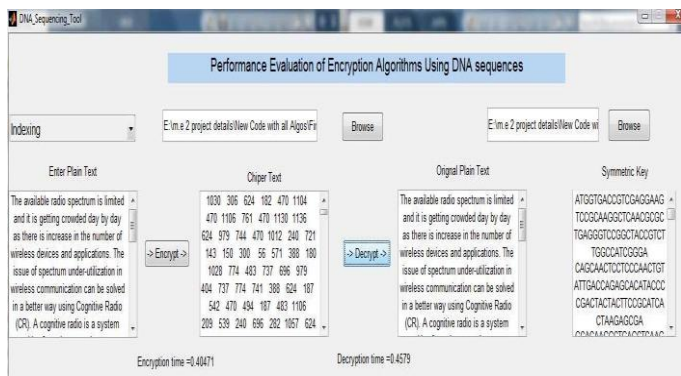 DNA_Sequencing_Tool
Performance Evaluation of Encryption Algorithms Using DNA sequences
Indexing
E:\m.e 2 project details\New Code with all Algos\Fir
Browse
E:\m.e 2 project details\New Code wi
Browse
Enter Plain Text
The available radio spectrum is limited
and it is getting crowded day by day
as there is increase in the number of
wireless devices and applications. The
issue of spectrum under-utilization in
wireless communication can be solved
in a better way using Cognitive Radio
(CR). A cognitive radio is a system
-> Encrypt ->
Chiper Text
1030 306 624 182 470 1104
470 1106 761 470 1130 1136
624 979 744 470 1012 240 721
143 150 300 56 571 388 180
1028 774 483 737 696 979
404 737 774 741 388 624 187
542 470 494 187 483 1106
209 539 240 696 282 1057 624
-> Decrypt ->
Orignal Plain Text
The available radio spectrum is limited
and it is getting crowded day by day
as there is increase in the number of
wireless devices and applications. The
issue of spectrum under-utilization in
wireless communication can be solved
in a better way using Cognitive Radio
(CR). A cognitive radio is a system
Symmetric Key
ATGGTGACCGTCGAGGAAG
TCCGCAAGGCTCAACGCGC
TGAGGGTCCGGCTACCGTCT
TGGCCATCGGGA
CAGCAACTCCTCCCAACTGT
ATTGACCAGAGCACATACCC
CGACTACTACTTCCGCATCA
CTAAGAGCGA
Encryption time =0.40471
Decryption time =0.4579